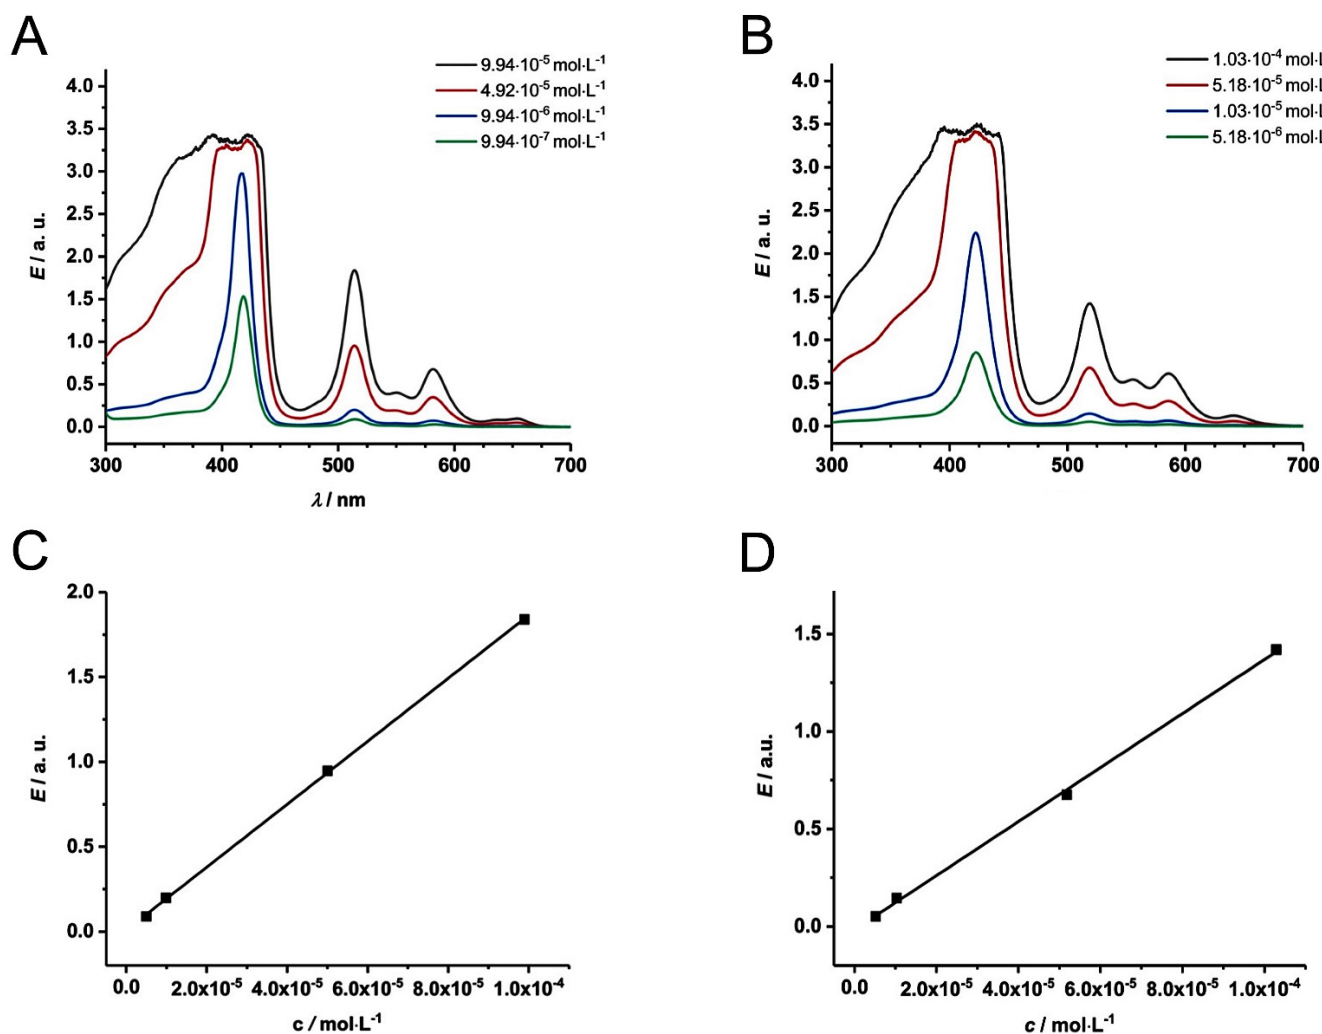 A
9.94·10⁻⁵ mol·L⁻¹
4.92·10⁻⁵ mol·L⁻¹
9.94·10⁻⁶ mol·L⁻¹
9.94·10⁻⁷ mol·L⁻¹
4.0
3.5
3.0
2.5
2.0
1.5
1.0
0.5
0.0
E / a. u.
300 400 500 600 700
λ / nm
B
1.03·10⁻⁴ mol·L
5.18·10⁻⁵ mol·L
1.03·10⁻⁵ mol·L
5.18·10⁻⁶ mol·L
4.0
3.5
3.0
2.5
2.0
1.5
1.0
0.5
0.0
E / a. u.
300 400 500 600 700
C
2.0
1.5
1.0
0.5
0.0
E / a. u.
0.0 2.0x10⁻⁵ 4.0x10⁻⁵ 6.0x10⁻⁵ 8.0x10⁻⁵ 1.0x10⁻⁴
c / mol·L⁻¹
D
1.5
1.0
0.5
0.0
E / a.u.
0.0 2.0x10⁻⁵ 4.0x10⁻⁵ 6.0x10⁻⁵ 8.0x10⁻⁵ 1.0x10⁻⁴
c / mol·L⁻¹